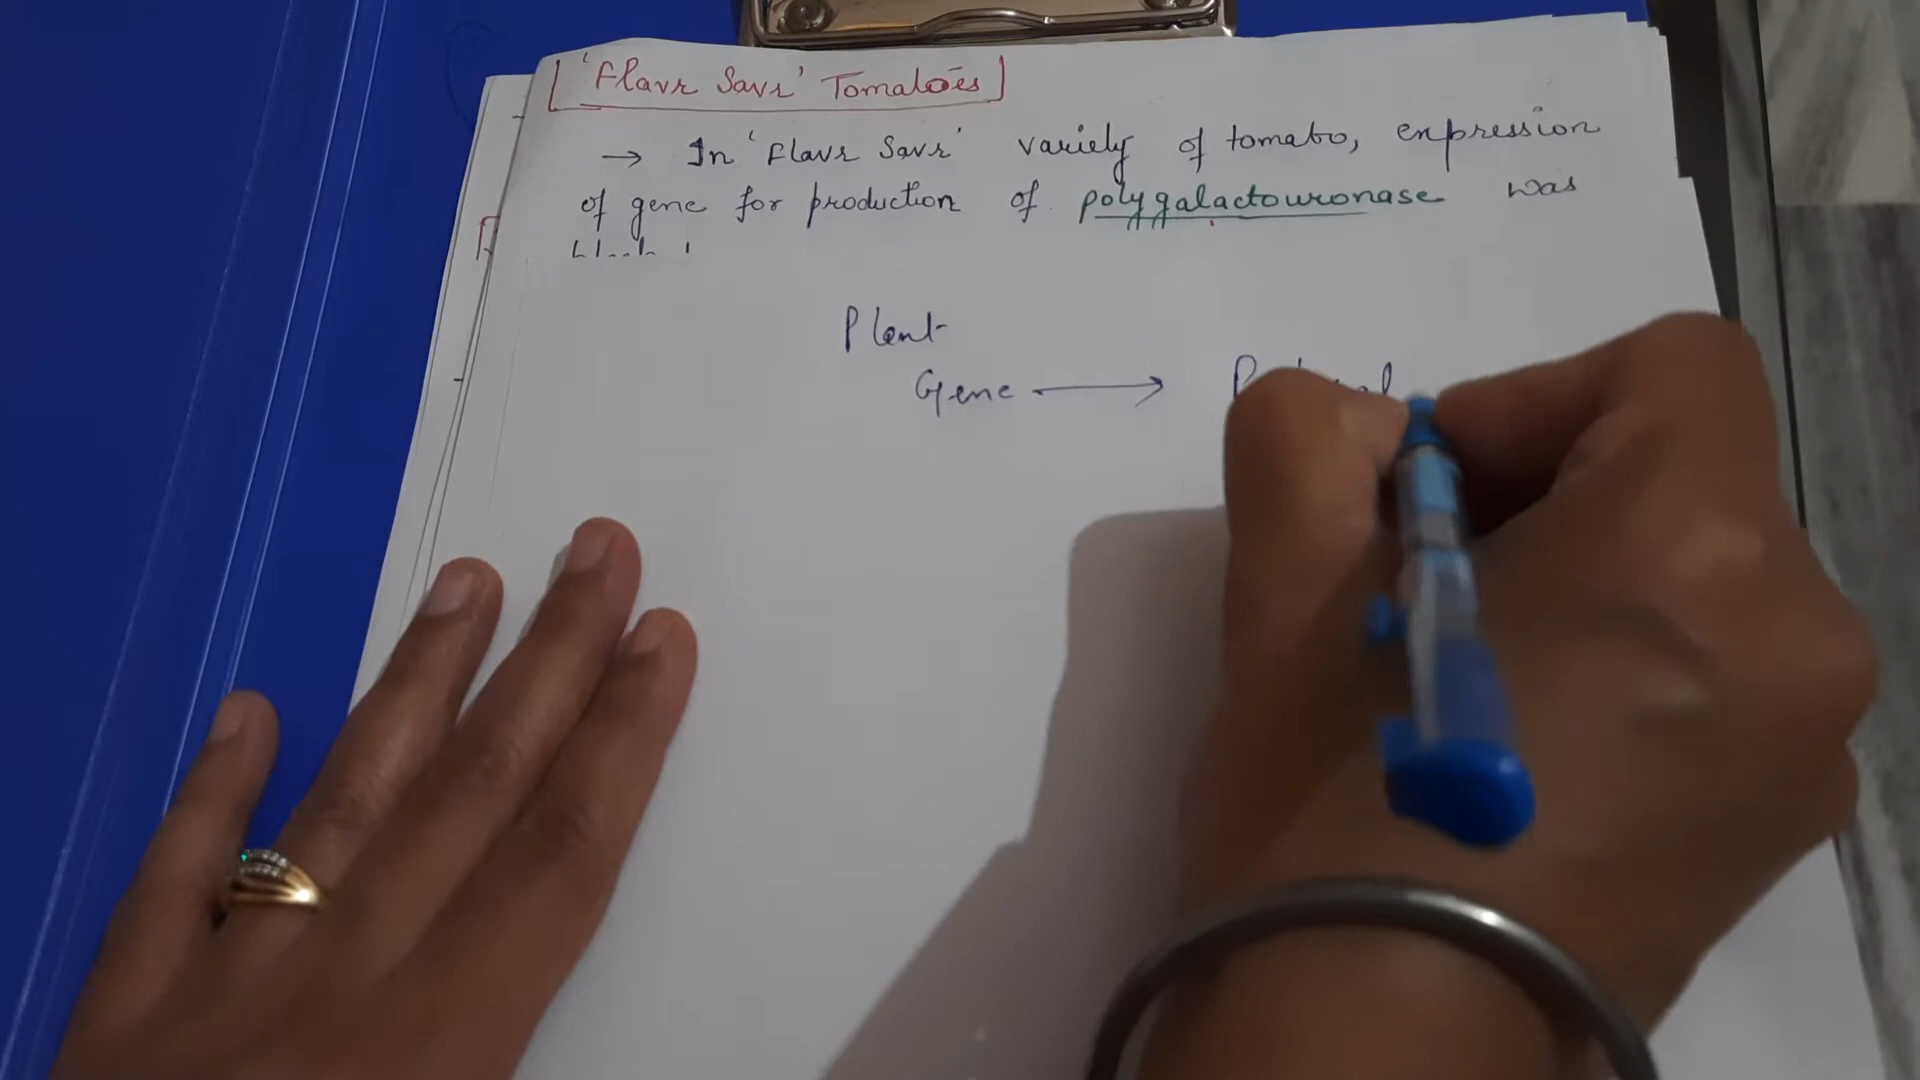 'Flavr Savr' Tomatoes
→ In 'Flavr Savr' variety of tomato, expression
of gene for production of polygalactouronase was
Plant
Gene →